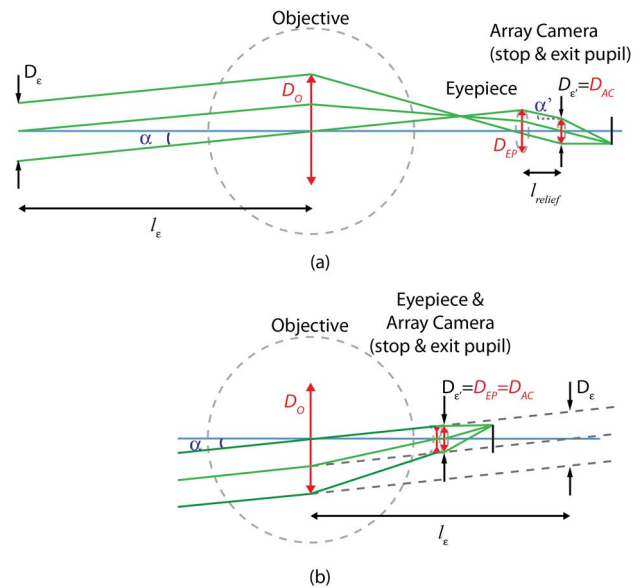 Objective
Array Camera
(stop & exit pupil)
Eyepiece
Dε
DO
Dε'=DAC
α'
α
DEP
lrelief
lε
(a)
Eyepiece &
Array Camera
(stop & exit pupil)
Objective
DO
Dε'=DEP=DAC
Dε
α
lε
(b)